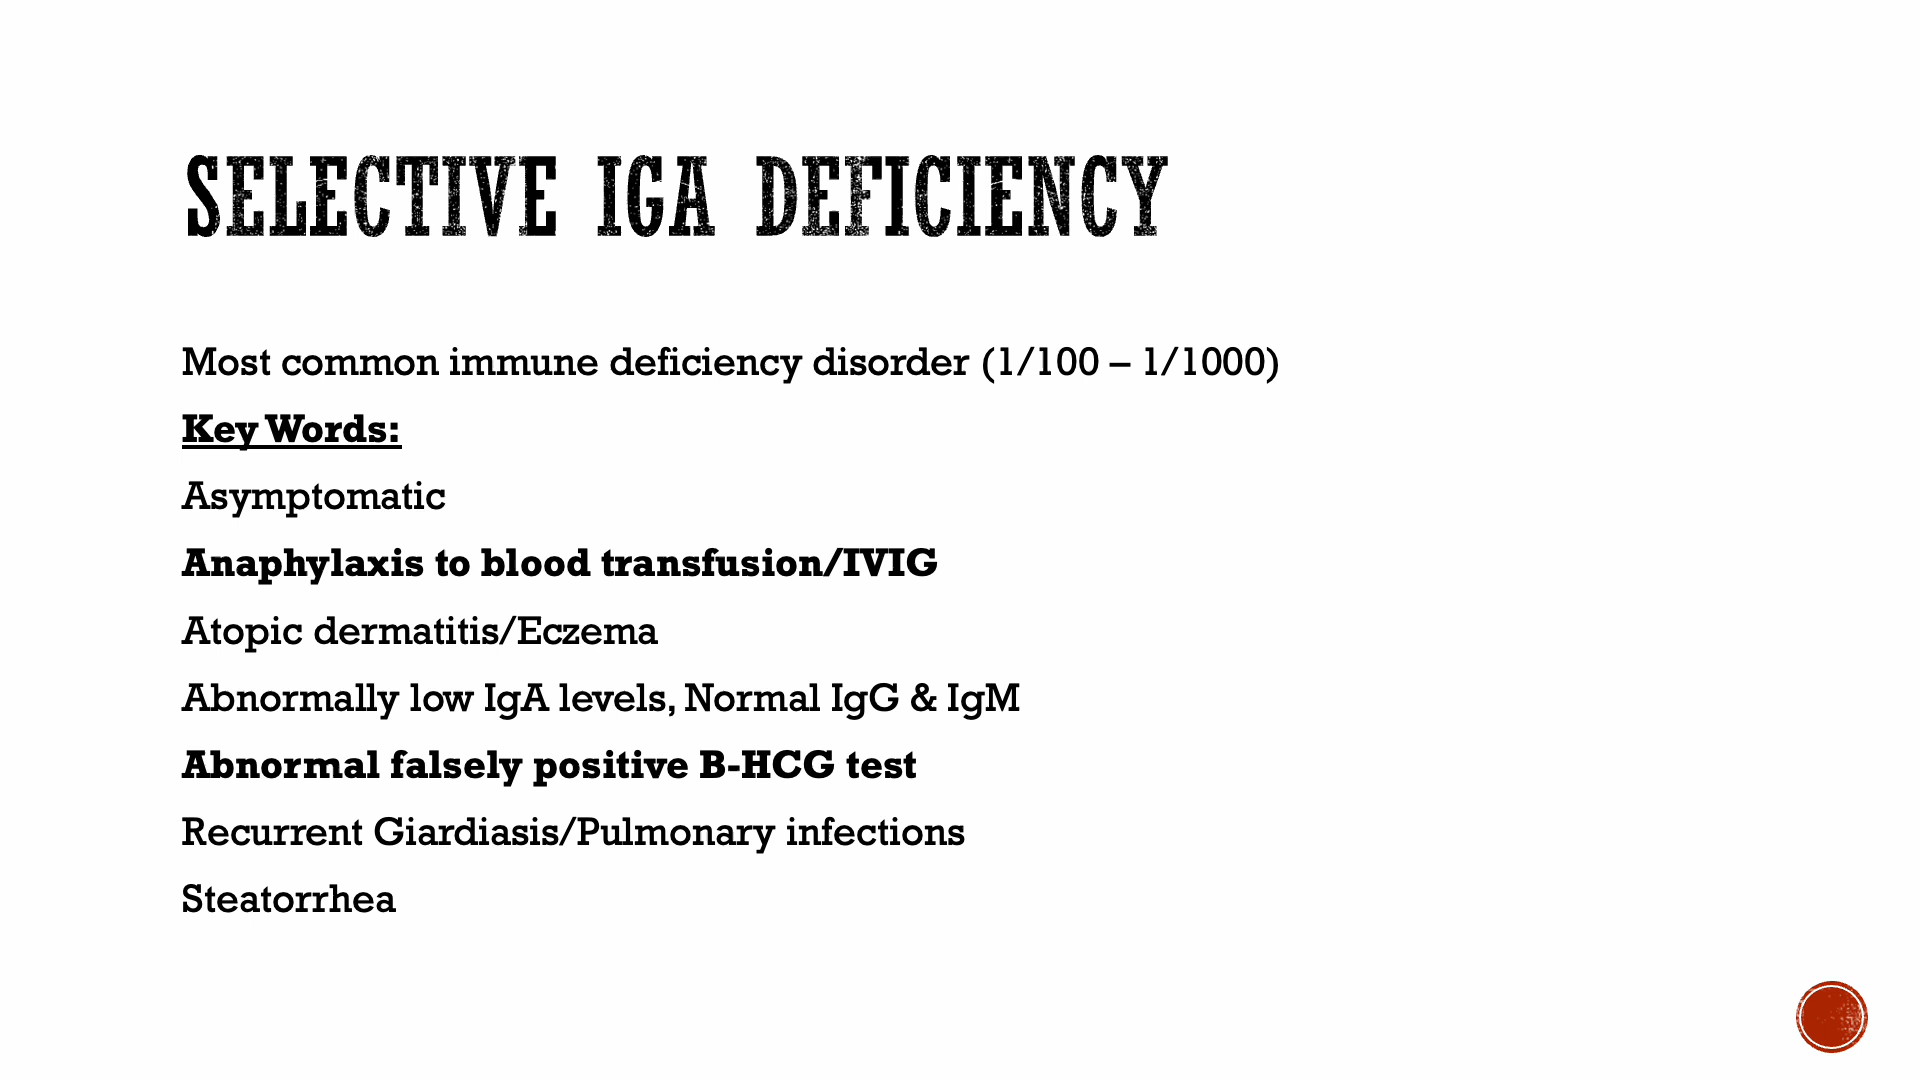 SELECTIVE IGA DEFICIENCY
Most common immune deficiency disorder (1/100 – 1/1000)
Key Words:
Asymptomatic
Anaphylaxis to blood transfusion/IVIG
Atopic dermatitis/Eczema
Abnormally low IgA levels, Normal IgG & IgM
Abnormal falsely positive B-HCG test
Recurrent Giardiasis/Pulmonary infections
Steatorrhea